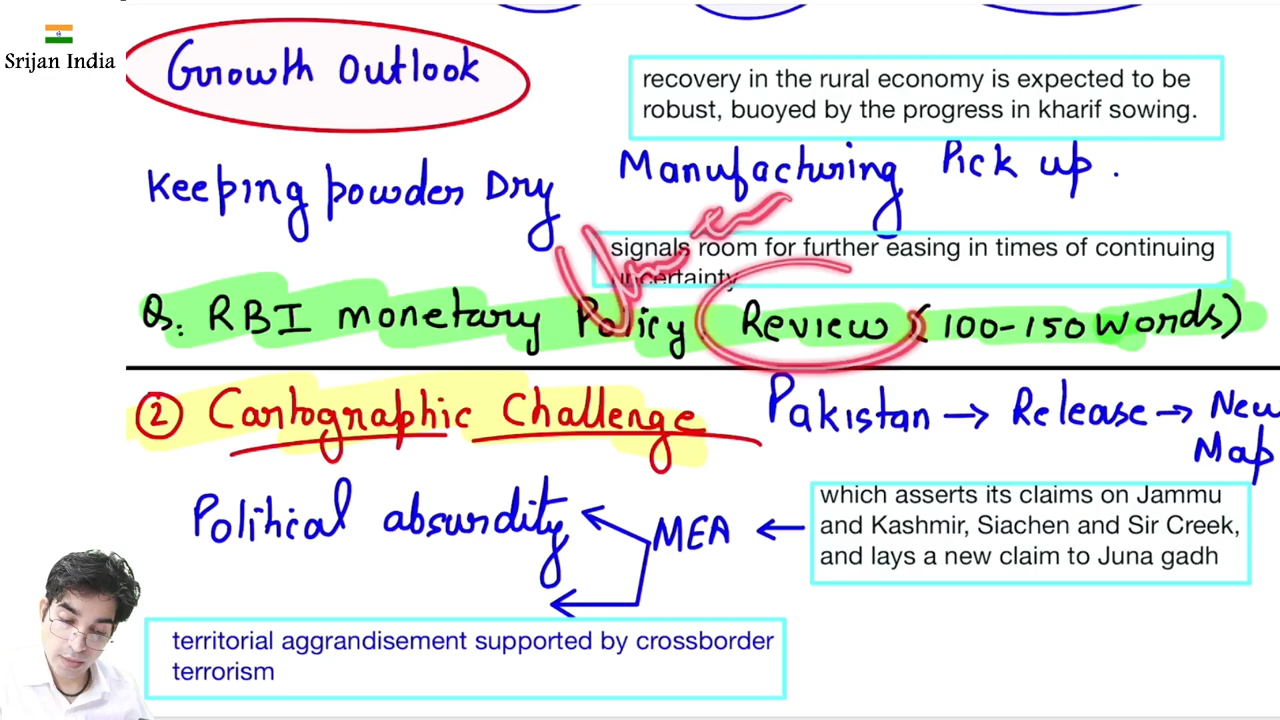 Srijan India
Growth Outlook
recovery in the rural economy is expected to be
robust, buoyed by the progress in kharif sowing.
Keeping powder Dry
Manufacturing Pick up.
signals room for further easing in times of continuing
uncertainty
Q. RBI monetary Policy Review (100-150 words)
② Cartographic Challenge
Pakistan → Release → New
Map
which asserts its claims on Jammu
and Kashmir, Siachen and Sir Creek,
and lays a new claim to Juna gadh
Political absurdity ← MEA ←
territorial aggrandisement supported by crossborder
terrorism